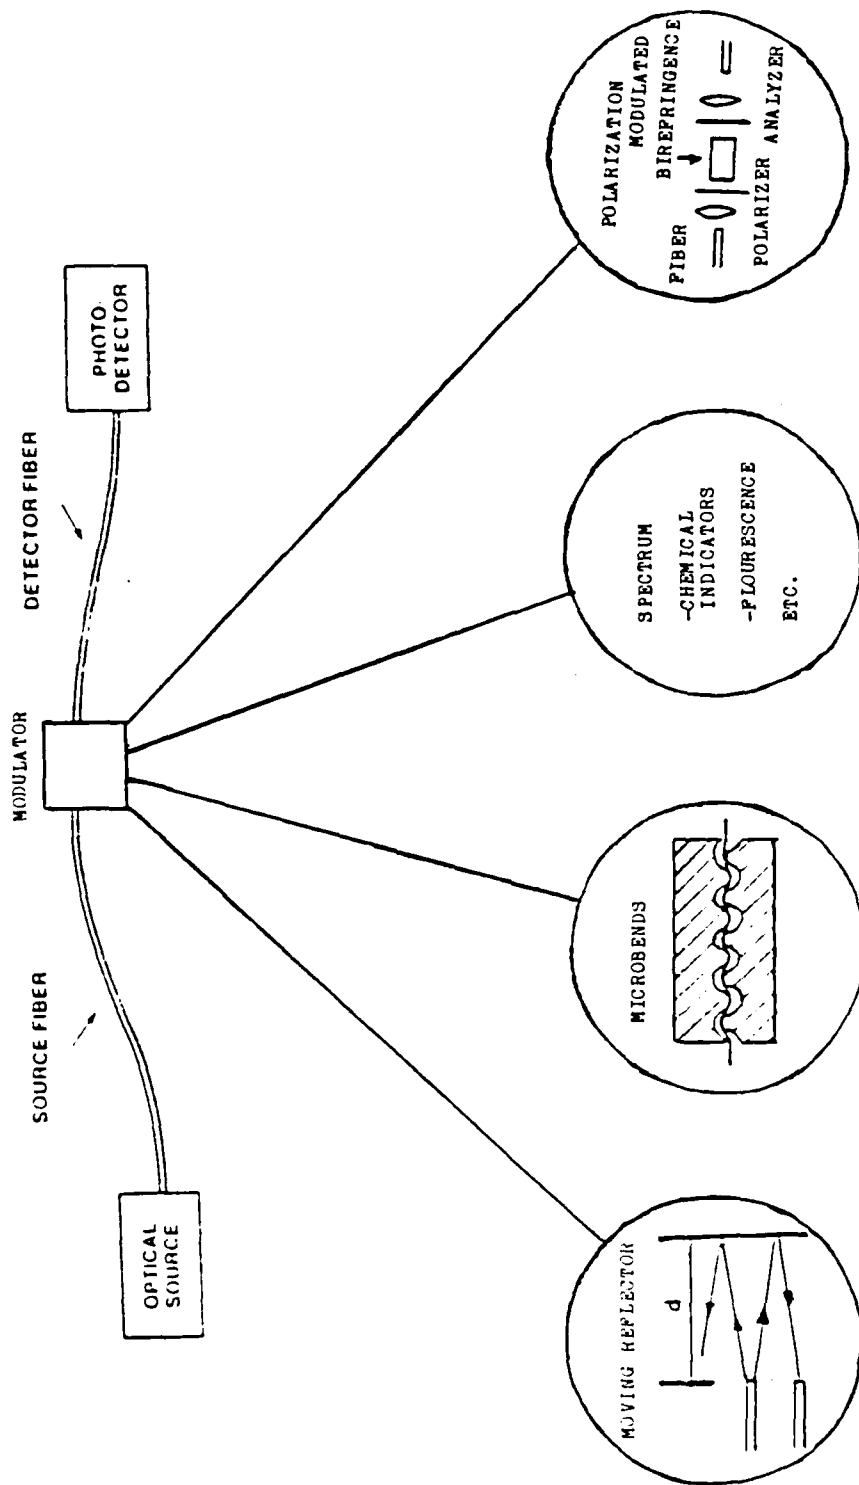 OPTICAL
SOURCE
SOURCE FIBER
MODULATOR
DETECTOR FIBER
PHOTO-
DETECTOR
MOVING REFLECTOR
d
MICROBENDS
SPECTRUM
-CHEMICAL
INDICATORS
-FLOURESCENCE
ETC.
POLARIZATION
MODULATED
BIREFRINGENCE
FIBER
POLARIZER
ANALYZER